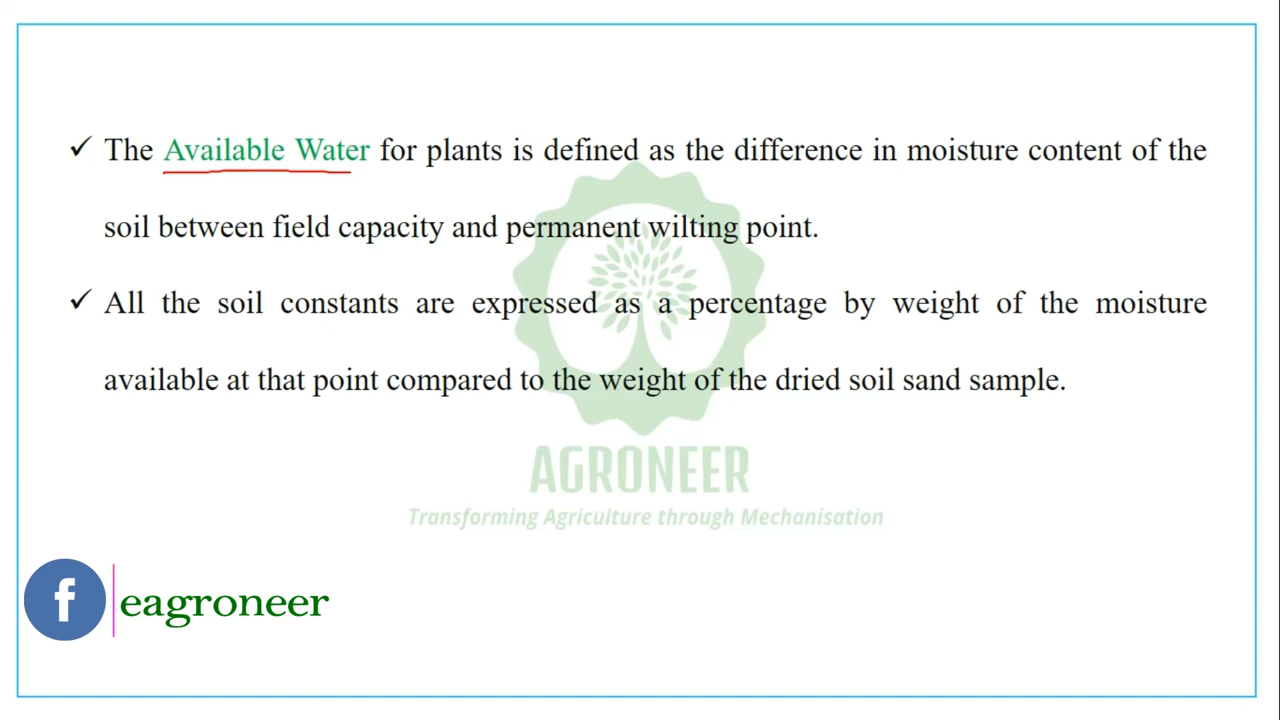 ✓ The Available Water for plants is defined as the difference in moisture content of the
soil between field capacity and permanent wilting point.
✓ All the soil constants are expressed as a percentage by weight of the moisture
available at that point compared to the weight of the dried soil sand sample.
AGRONEER
Transforming Agriculture through Mechanisation
f eagroneer